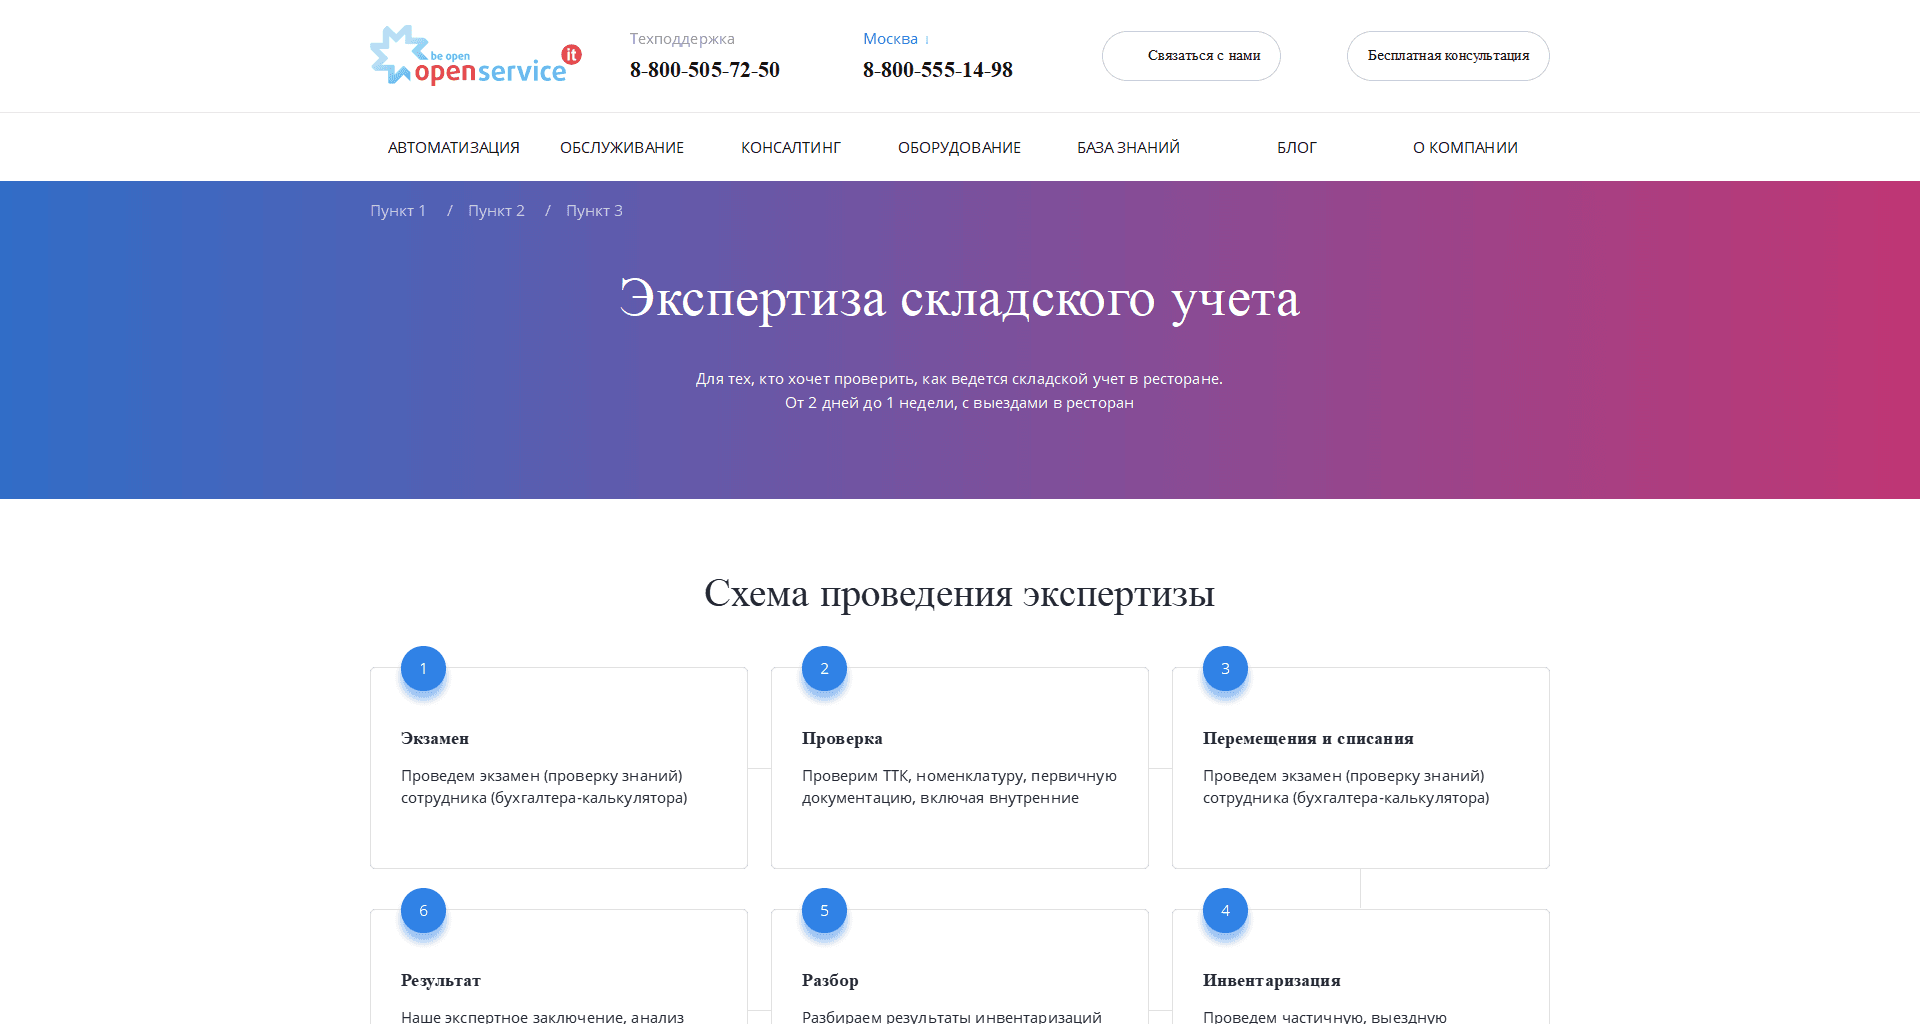 be open
openservice
it
Техподдержка
8-800-505-72-50
Москва ↓
8-800-555-14-98
Связаться с нами
Бесплатная консультация
АВТОМАТИЗАЦИЯ
ОБСЛУЖИВАНИЕ
КОНСАЛТИНГ
ОБОРУДОВАНИЕ
БАЗА ЗНАНИЙ
БЛОГ
О КОМПАНИИ
Пункт 1 / Пункт 2 / Пункт 3
Экспертиза складского учета
Для тех, кто хочет проверить, как ведется складской учет в ресторане.
От 2 дней до 1 недели, с выездами в ресторан
Схема проведения экспертизы
1
Экзамен
Проведем экзамен (проверку знаний)
сотрудника (бухгалтера-калькулятора)
2
Проверка
Проверим ТТК, номенклатуру, первичную
документацию, включая внутренние
3
Перемещения и списания
Проведем экзамен (проверку знаний)
сотрудника (бухгалтера-калькулятора)
6
Результат
Наше экспертное заключение, анализ
5
Разбор
Разбираем результаты инвентаризаций
4
Инвентаризация
Проведем частичную, выездную